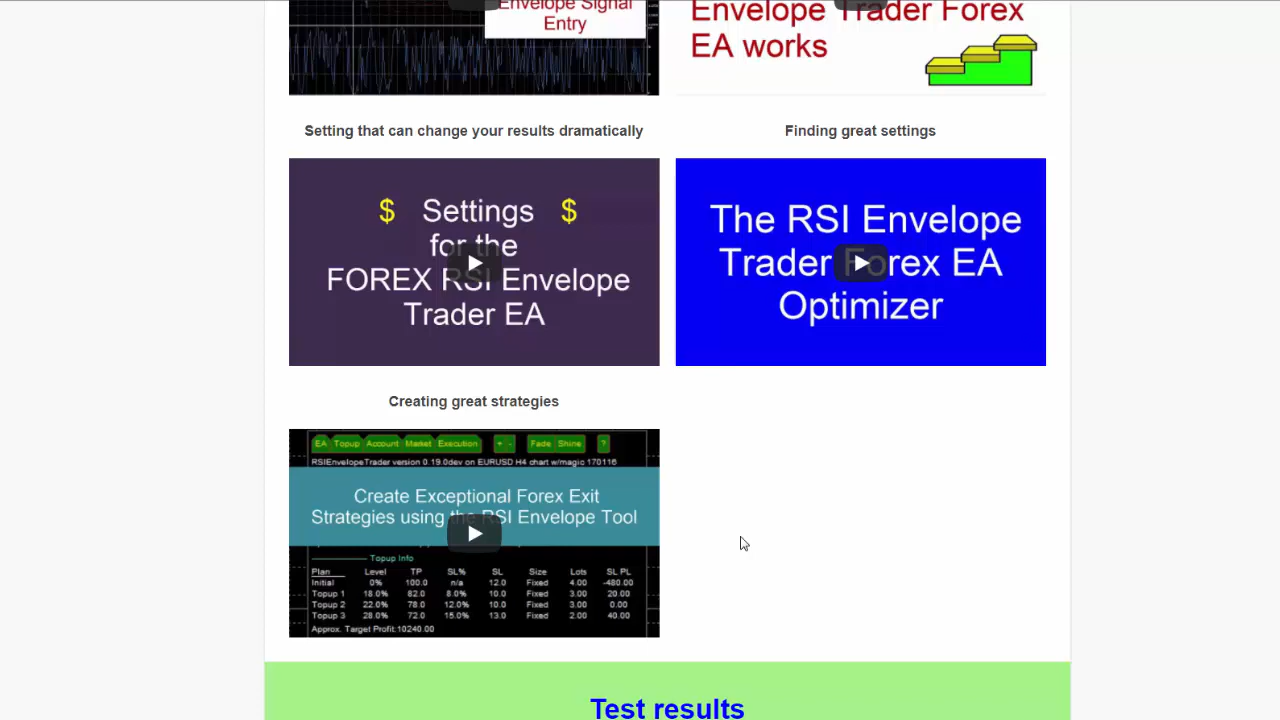 Envelope Signal
Entry
Envelope Trader Forex
EA works
Setting that can change your results dramatically
Finding great settings
$ Settings $
for the
FOREX RSI Envelope
Trader EA
The RSI Envelope
Trader Forex EA
Optimizer
Creating great strategies
EA Topup Account Market Execution + - Fade Shine ?
RSIEnvelopeTrader version 0.19.0dev on EURUSD H4 chart w/magic 170116
Create Exceptional Forex Exit
Strategies using the RSI Envelope Tool
Topup Info
Plan Level TP SL% SL Size Lots SL PL
Initial 0% 100.0 n/a 12.0 Fixed 4.00 -480.00
Topup 1 18.0% 82.0 8.0% 10.0 Fixed 3.00 20.00
Topup 2 22.0% 78.0 12.0% 10.0 Fixed 3.00 0.00
Topup 3 28.0% 72.0 15.0% 13.0 Fixed 2.00 40.00
Approx. Target Profit:10240.00
Test results